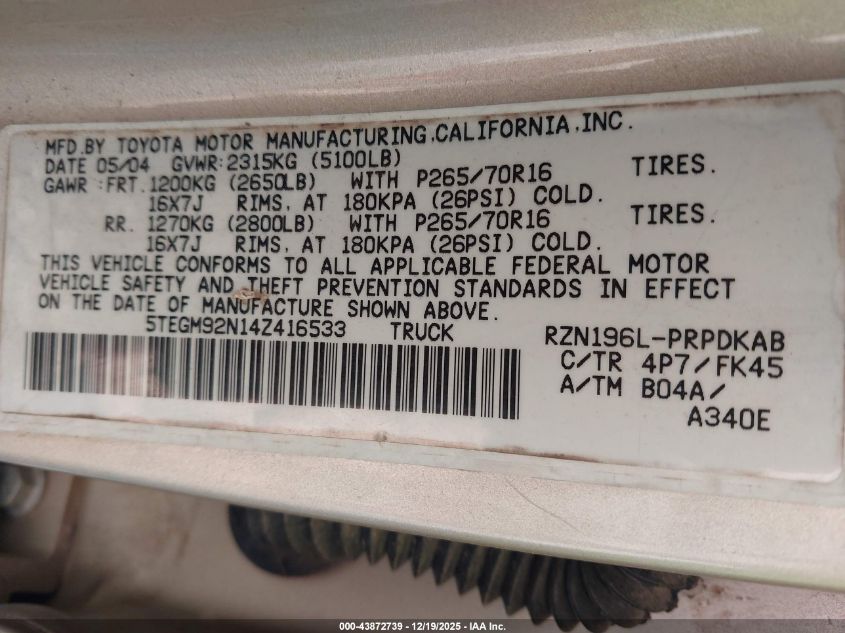 MFD.BY TOYOTA MOTOR MANUFACTURING,CALIFORNIA,INC.
DATE 05/04 GVWR:2315KG (5100LB)
GAWR:FRT. 1200KG (2650LB) WITH P265/70R16 TIRES.
16X7J RIMS, AT 180KPA (26PSI) COLD.
RR. 1270KG (2800LB) WITH P265/70R16 TIRES.
16X7J RIMS, AT 180KPA (26PSI) COLD.
THIS VEHICLE CONFORMS TO ALL APPLICABLE FEDERAL MOTOR
VEHICLE SAFETY AND THEFT PREVENTION STANDARDS IN EFFECT
ON THE DATE OF MANUFACTURE SHOWN ABOVE.
5TEGM92N14Z416533 TRUCK RZN196L-PRPDKAB
C/TR 4P7/FK45
A/TM B04A/
A340E
000-43872739 - 12/19/2025 - IAA Inc.